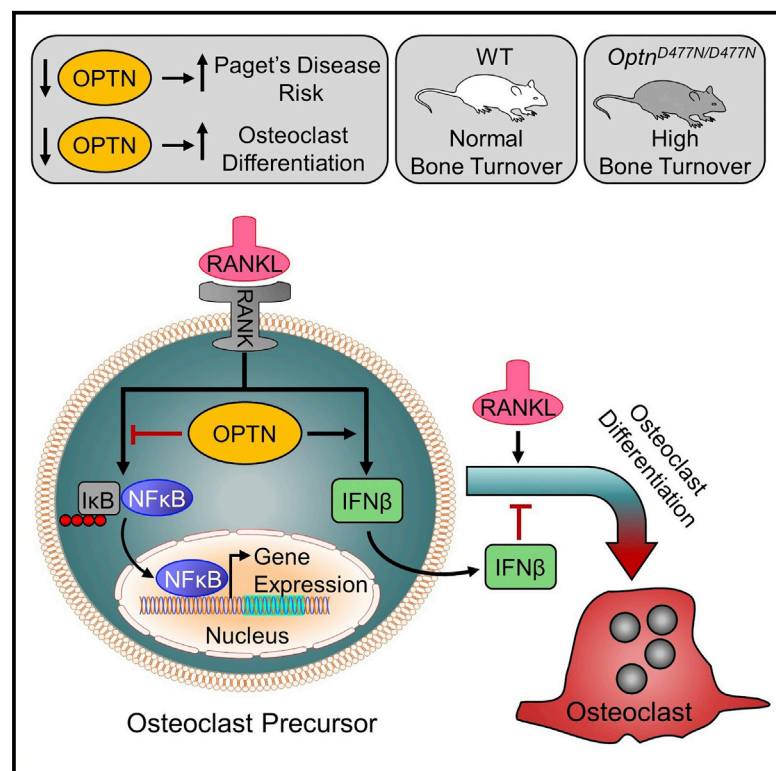 OPTN
Paget's Disease
Risk
OPTN
Osteoclast
Differentiation
WT
Normal
Bone Turnover
Optn^D477N/D477N
High
Bone Turnover
RANKL
RANK
OPTN
IκB
NFκB
IFNβ
NFκB
Gene
Expression
Nucleus
Osteoclast Precursor
RANKL
IFNβ
Osteoclast
Differentiation
Osteoclast